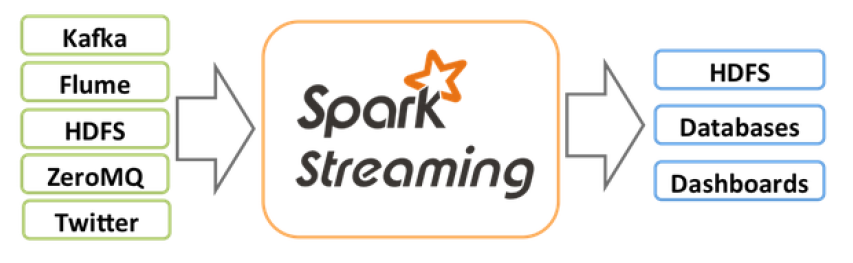 Kafka
Flume
HDFS
ZeroMQ
Twitter
Spark
Streaming
HDFS
Databases
Dashboards